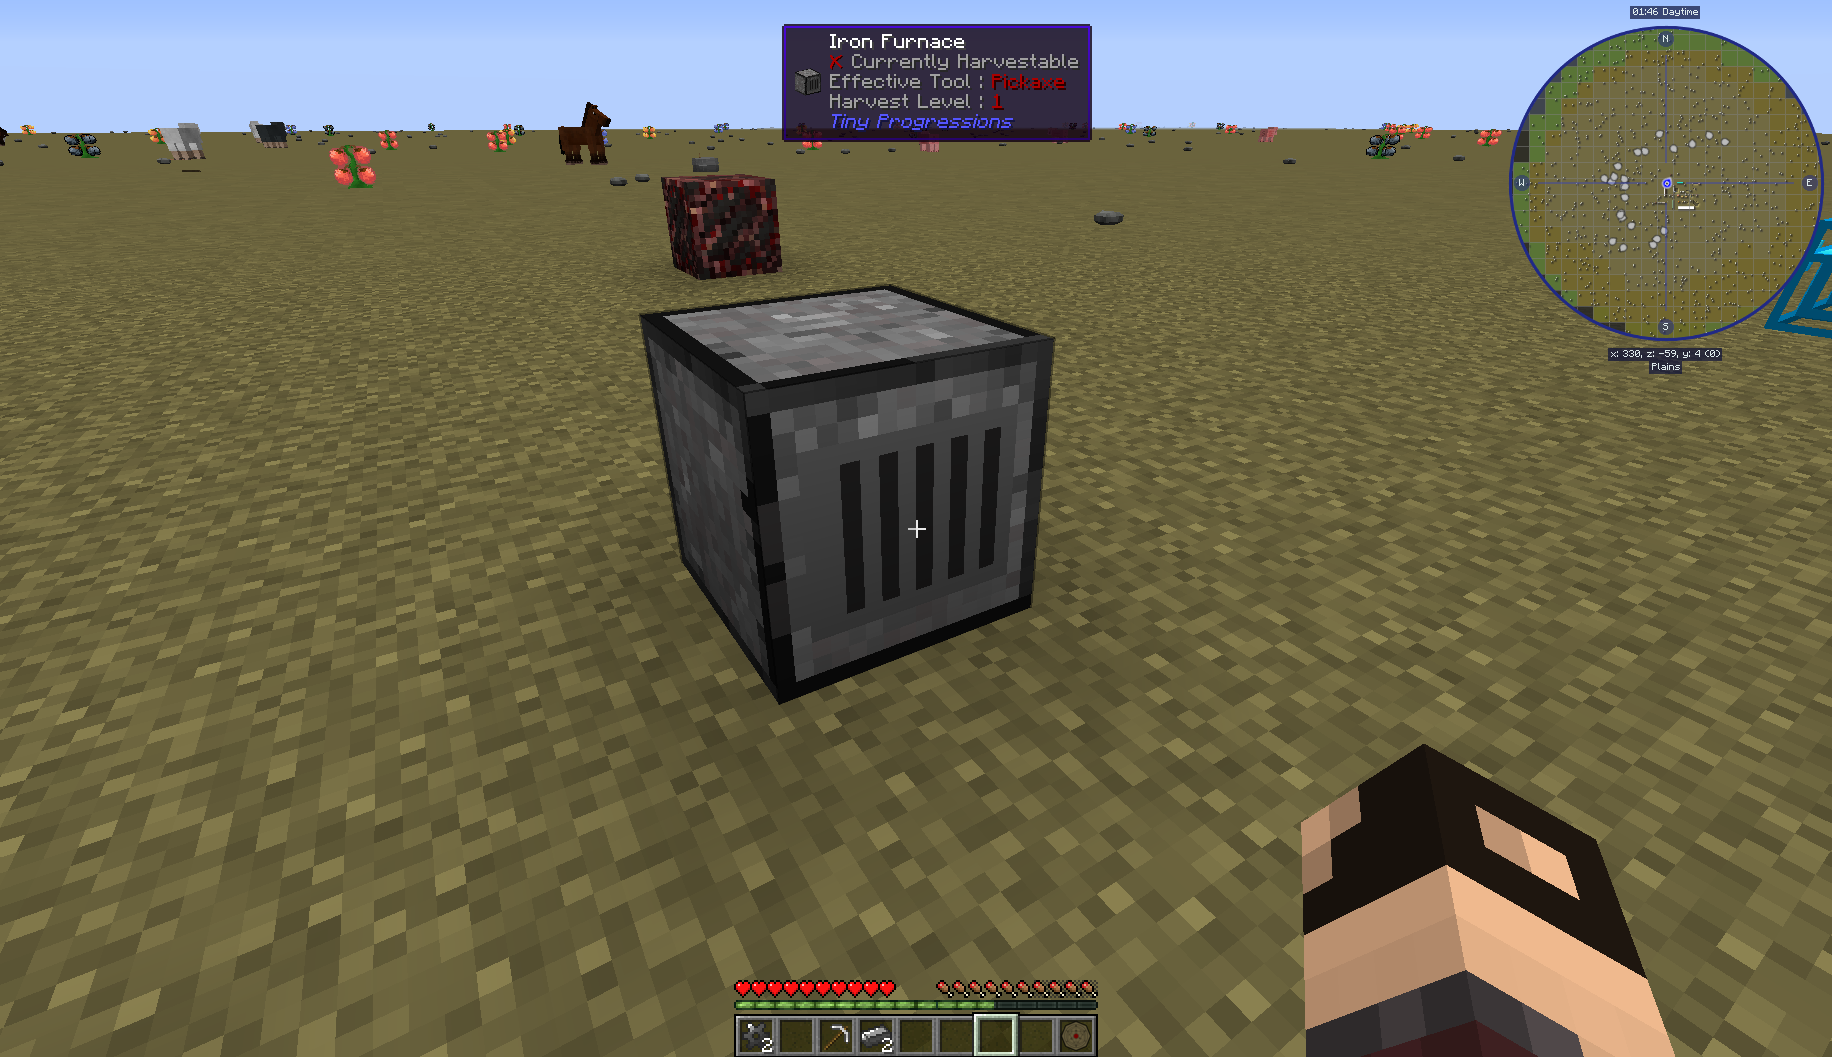 01:46 Daytime
Iron Furnace
X Currently Harvestable
Effective Tool : Pickaxe
Harvest Level : 1
Tiny Progressions
N
W
E
S
x: 330, z: -59, y: 4 (0)
Plains
2
2